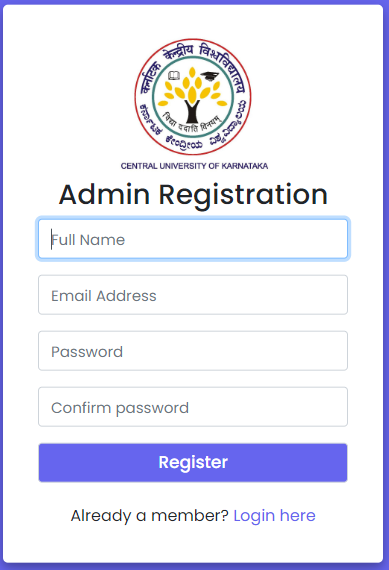 कर्नाटक केन्द्रीय विश्वविद्यालय
विद्या ददाति विनयम्
ಕರ್ನಾಟಕ ಕೇಂದ್ರೀಯ ವಿಶ್ವವಿದ್ಯಾಲಯ
CENTRAL UNIVERSITY OF KARNATAKA
Admin Registration
Full Name
Email Address
Password
Confirm password
Register
Already a member? Login here